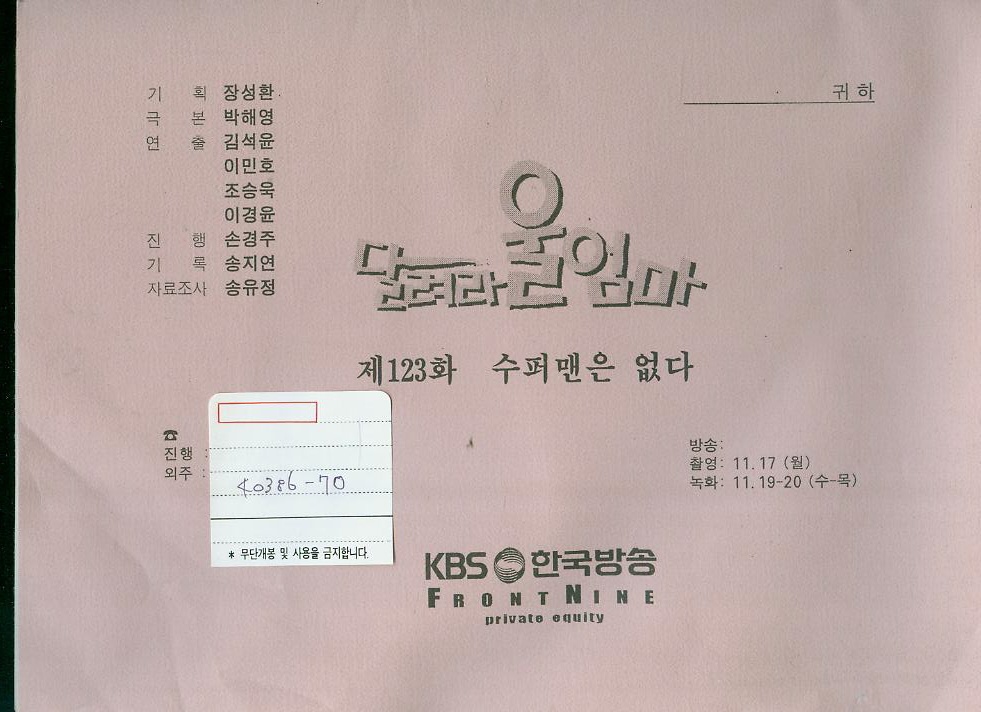 귀하
기 획 장성환
극 본 박해영
연 출 김석윤
이민호
조승욱
이경윤
진 행 손경주
기 록 송지연
자료조사 송유정
달려라 울엄마
제123화 수퍼맨은 없다
☎
진행 :
외주 :
40386-70
* 무단개봉 및 사용을 금지합니다.
방송:
촬영: 11.17 (월)
녹화: 11.19-20 (수-목)
KBS 한국방송
FRONTNINE
private equity